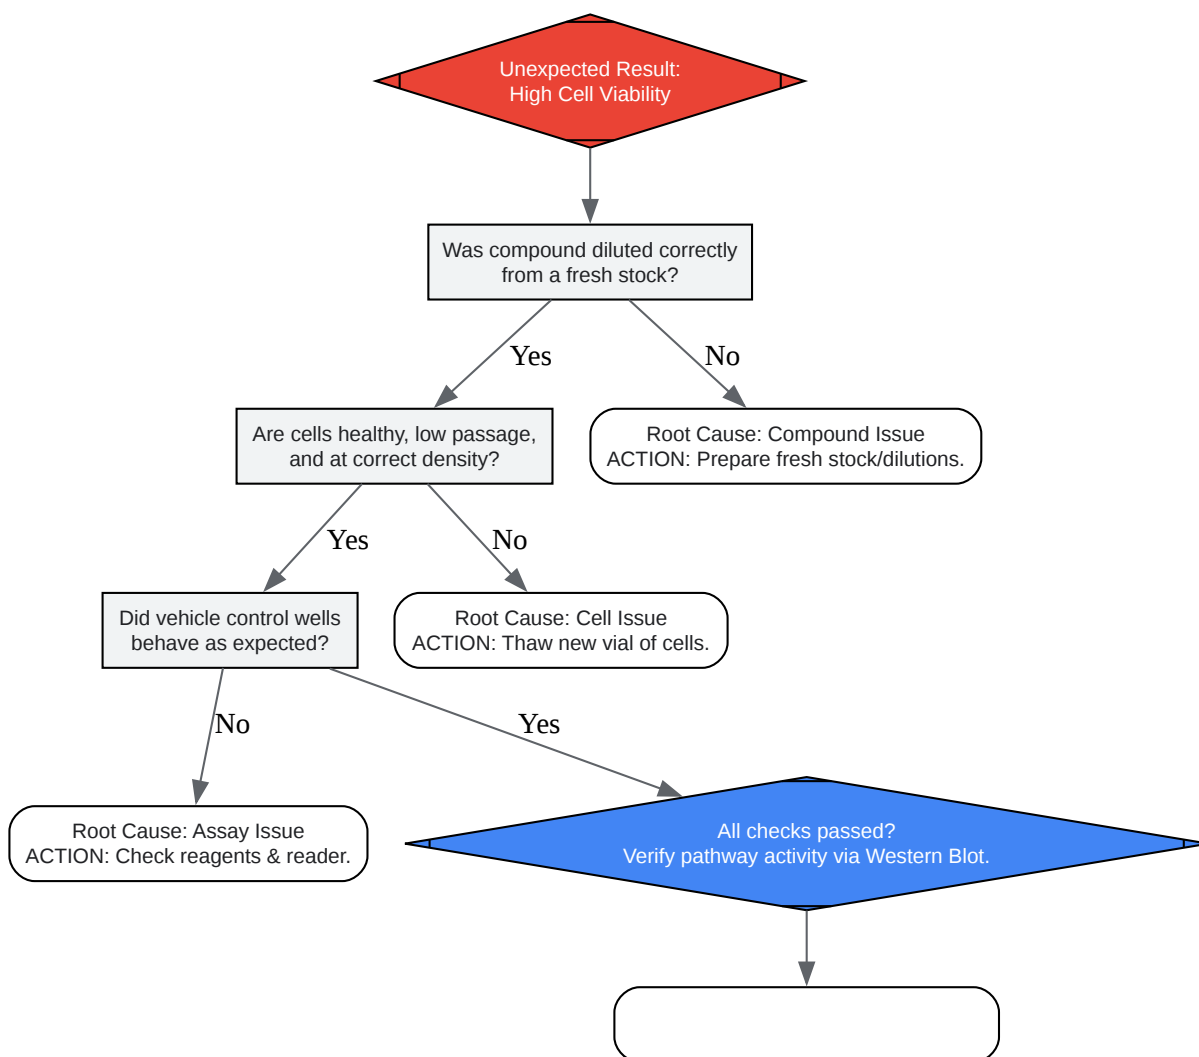 Unexpected Result:
High Cell Viability
Was compound diluted correctly
from a fresh stock?
Yes
No
Are cells healthy, low passage,
and at correct density?
Root Cause: Compound Issue
ACTION: Prepare fresh stock/dilutions.
Yes
No
Did vehicle control wells
behave as expected?
Root Cause: Cell Issue
ACTION: Thaw new vial of cells.
No
Yes
Root Cause: Assay Issue
ACTION: Check reagents & reader.
All checks passed?
Verify pathway activity via Western Blot.